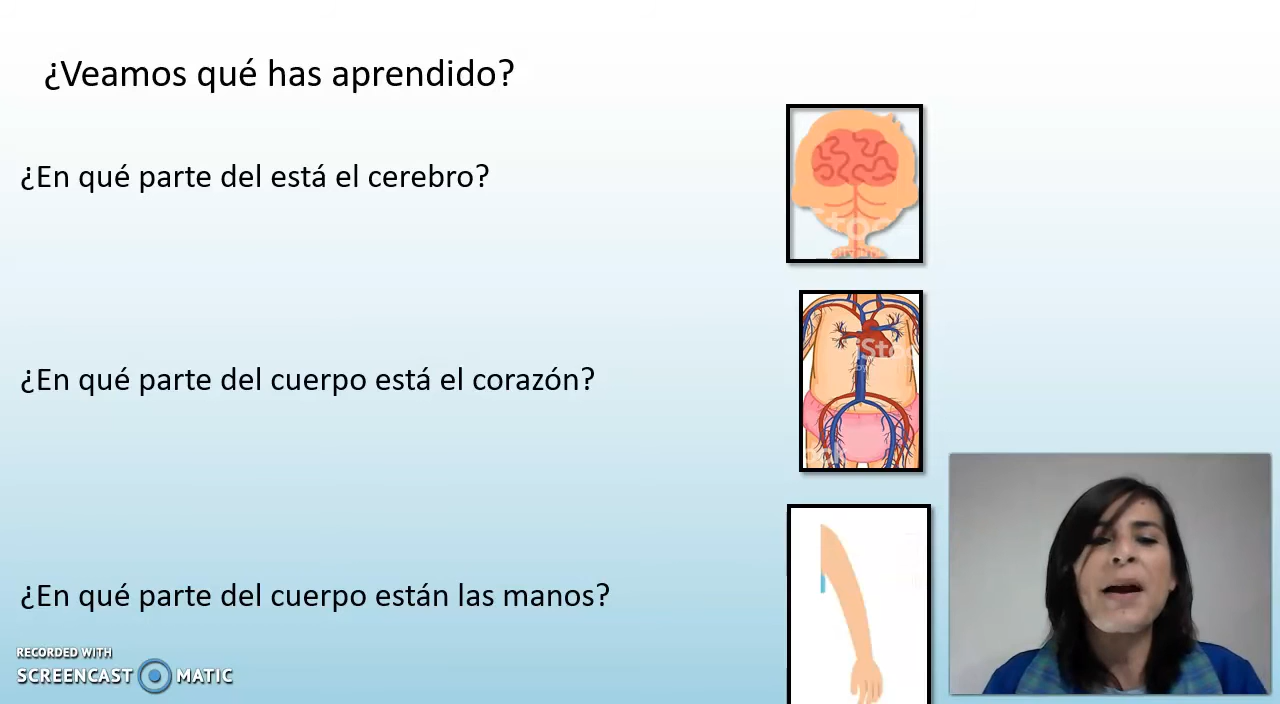 ¿Veamos qué has aprendido?
¿En qué parte del está el cerebro?
¿En qué parte del cuerpo está el corazón?
¿En qué parte del cuerpo están las manos?
RECORDED WITH
SCREENCAST MATIC